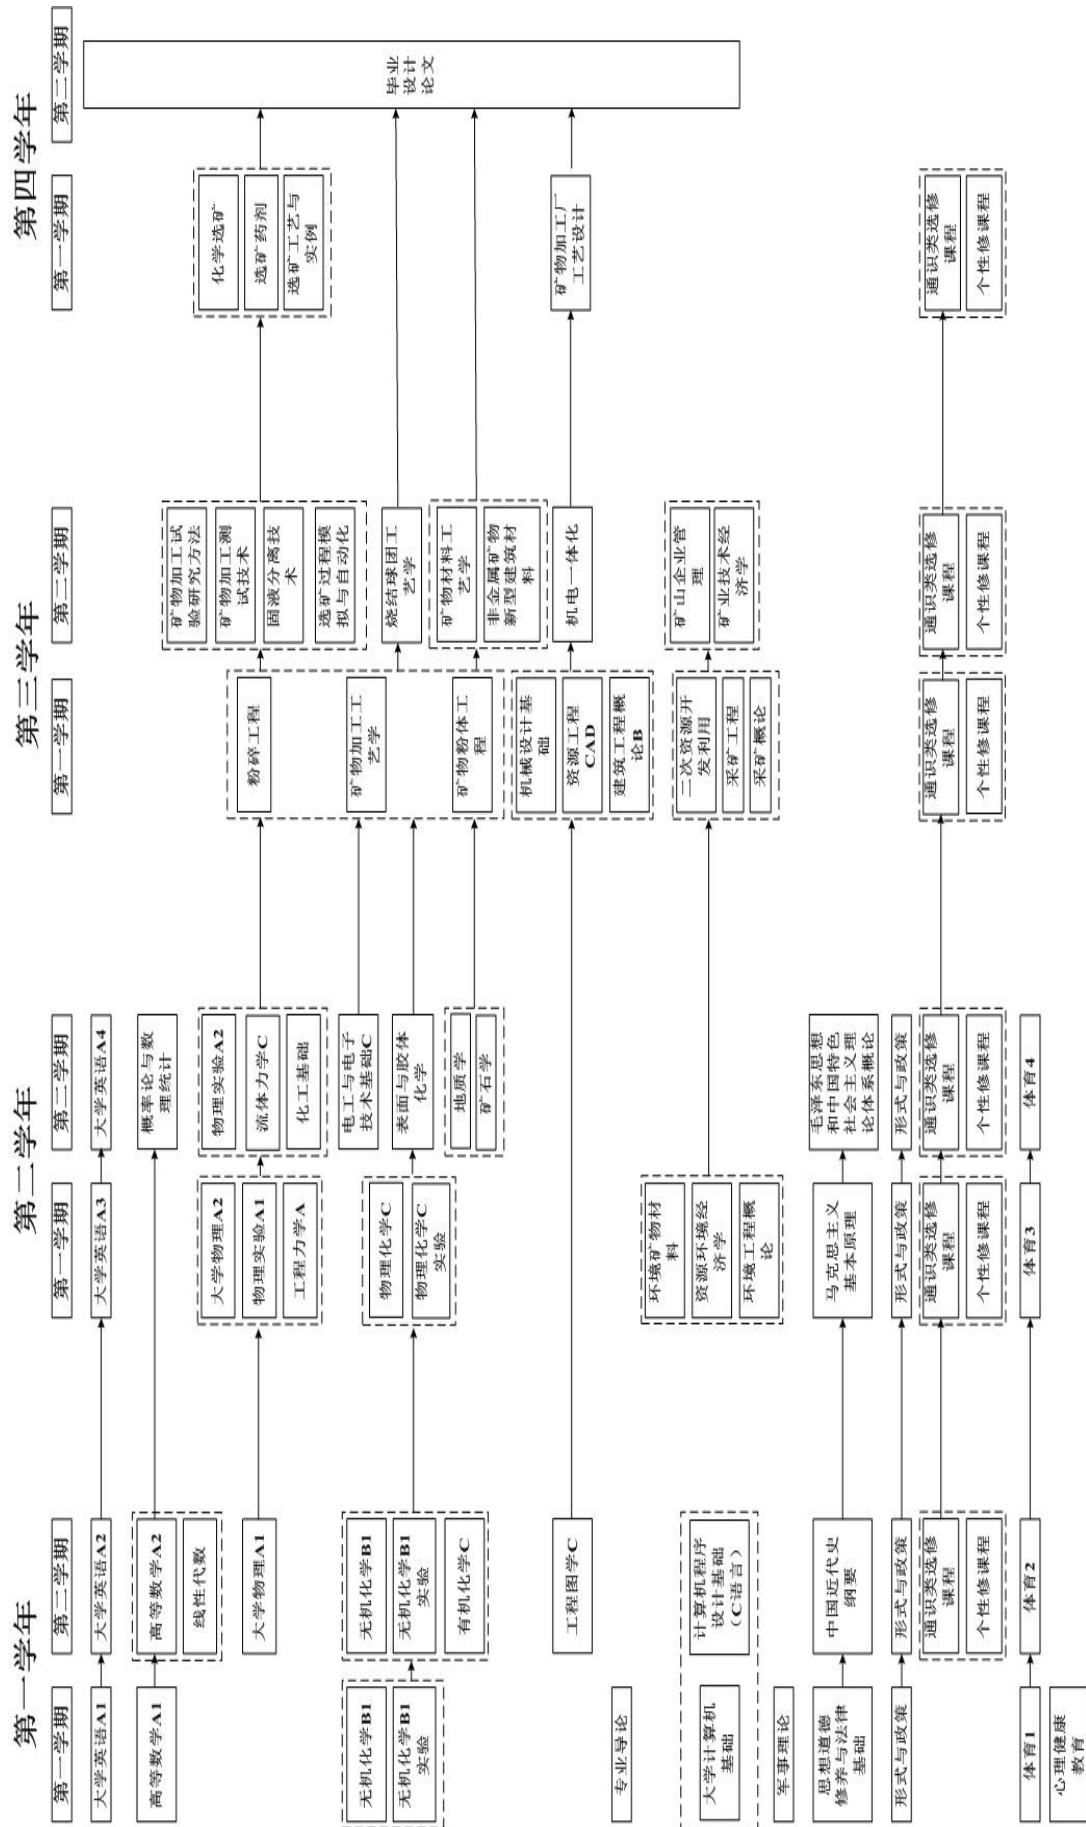 第一学年
第二学年
第三学年
第四学年
第一学期
第二学期
第一学期
第二学期
第一学期
第二学期
第一学期
第二学期
大学英语A1
大学英语A2
大学英语A3
大学英语A4
高等数学A1
高等数学A2
线性代数
概率论与数
理统计
大学物理A1
大学物理A2
物理实验A1
工程力学A
物理实验A2
流体力学C
化工基础
无机化学B1
无机化学B1
实验
无机化学B1
无机化学B1
实验
有机化学C
物理化学C
物理化学C
实验
电工与电子
技术基础C
表面与胶体
化学
地质学
矿石学
粉碎工程
矿物加工工
艺学
矿物粉体工
程
矿物加工试
验研究方法
矿物加工测
试技术
固液分离技
术
选矿过程模
拟与自动化
烧结球团工
艺学
矿物材料工
艺学
非金属矿物
新型建筑材
料
化学选矿
选矿药剂
选矿工艺与
实例
毕业
设计
论文
工程图学C
机械设计基
础
资源工程
CAD
建筑工程概
论B
机电一体化
矿物加工厂
工艺设计
专业导论
环境矿物材
料
资源环境经
济学
环境工程概
论
二次资源开
发利用
采矿工程
采矿概论
矿山企业管
理
矿业技术经
济学
大学计算机
基础
计算机程序
设计基础
(C语言)
军事理论
思想道德
修养与法律
基础
中国近代史
纲要
马克思主义
基本原理
毛泽东思想
和中国特色
社会主义理
论体系概论
形式与政策
形式与政策
形式与政策
形式与政策
通识类选修
课程
个性修课程
通识类选修
课程
个性修课程
通识类选修
课程
个性修课程
通识类选修
课程
个性修课程
通识类选修
课程
个性修课程
通识类选修
课程
个性修课程
体育1
体育2
体育3
体育4
心理健康
教育